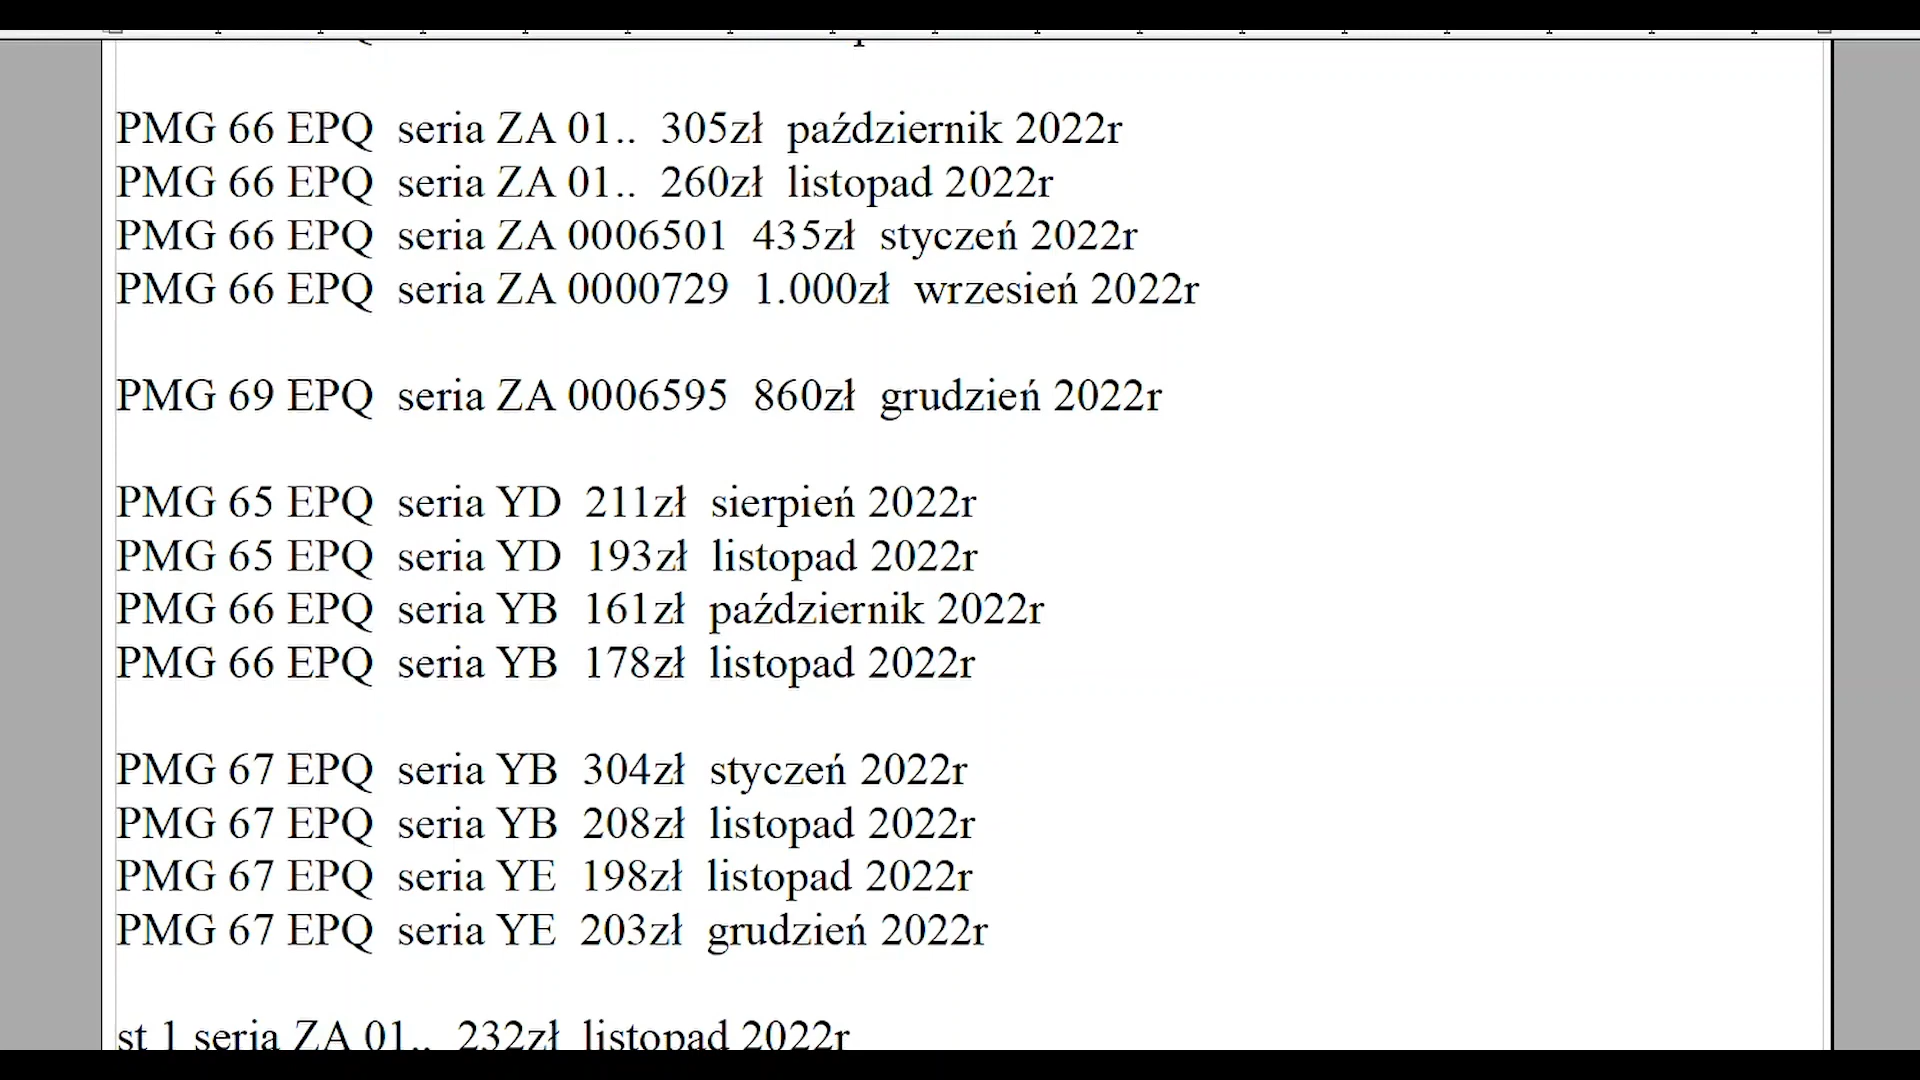 PMG 66 EPQ seria ZA 01.. 305zł październik 2022r
PMG 66 EPQ seria ZA 01.. 260zł listopad 2022r
PMG 66 EPQ seria ZA 0006501 435zł styczeń 2022r
PMG 66 EPQ seria ZA 0000729 1.000zł wrzesień 2022r
PMG 69 EPQ seria ZA 0006595 860zł grudzień 2022r
PMG 65 EPQ seria YD 211zł sierpień 2022r
PMG 65 EPQ seria YD 193zł listopad 2022r
PMG 66 EPQ seria YB 161zł październik 2022r
PMG 66 EPQ seria YB 178zł listopad 2022r
PMG 67 EPQ seria YB 304zł styczeń 2022r
PMG 67 EPQ seria YB 208zł listopad 2022r
PMG 67 EPQ seria YE 198zł listopad 2022r
PMG 67 EPQ seria YE 203zł grudzień 2022r
st 1 seria ZA 01.. 232zł listopad 2022r